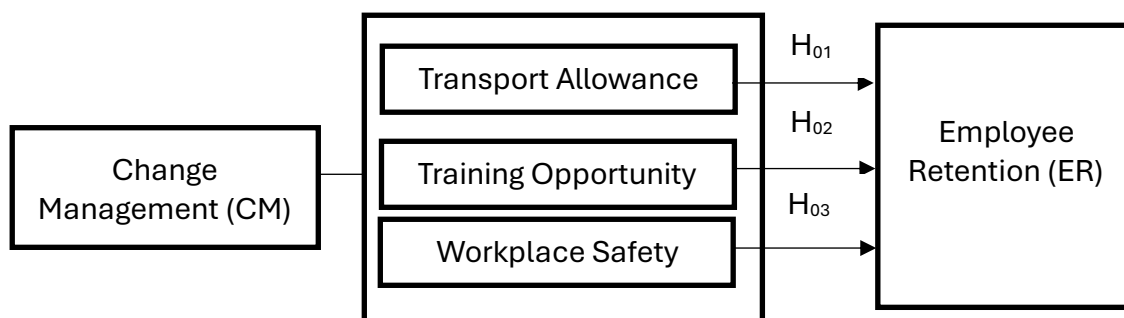 Change
Management (CM)
Transport Allowance
Training Opportunity
Workplace Safety
H₀₁
H₀₂
H₀₃
Employee
Retention (ER)